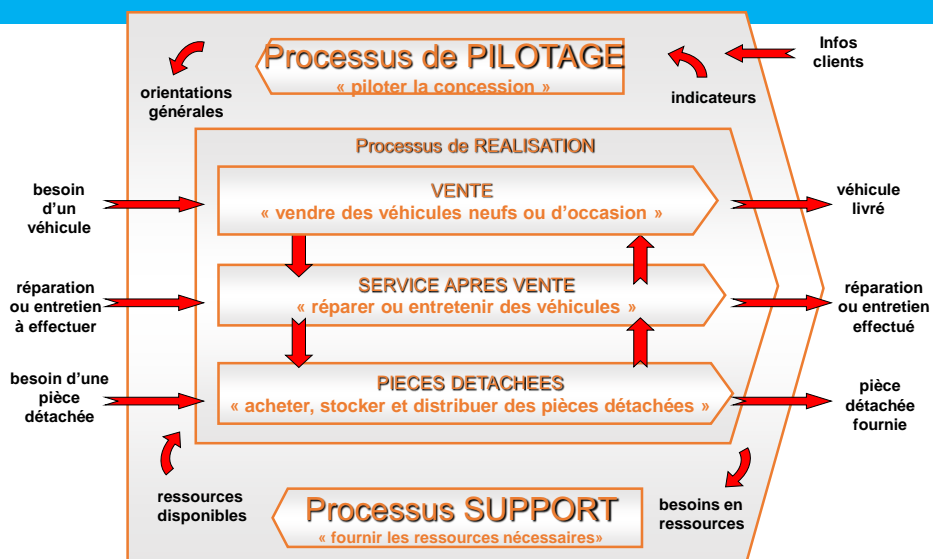 Processus de PILOTAGE
« piloter la concession »
Infos
clients
orientations
générales
indicateurs
Processus de REALISATION
besoin
d'un
véhicule
VENTE
« vendre des véhicules neufs ou d'occasion »
véhicule
livré
réparation
ou entretien
à effectuer
SERVICE APRES VENTE
« réparer ou entretenir des véhicules »
réparation
ou entretien
effectué
besoin d'une
pièce
détachée
PIECES DETACHEES
« acheter, stocker et distribuer des pièces détachées »
pièce
détachée
fournie
ressources
disponibles
Processus SUPPORT
« fournir les ressources nécessaires»
besoins en
ressources